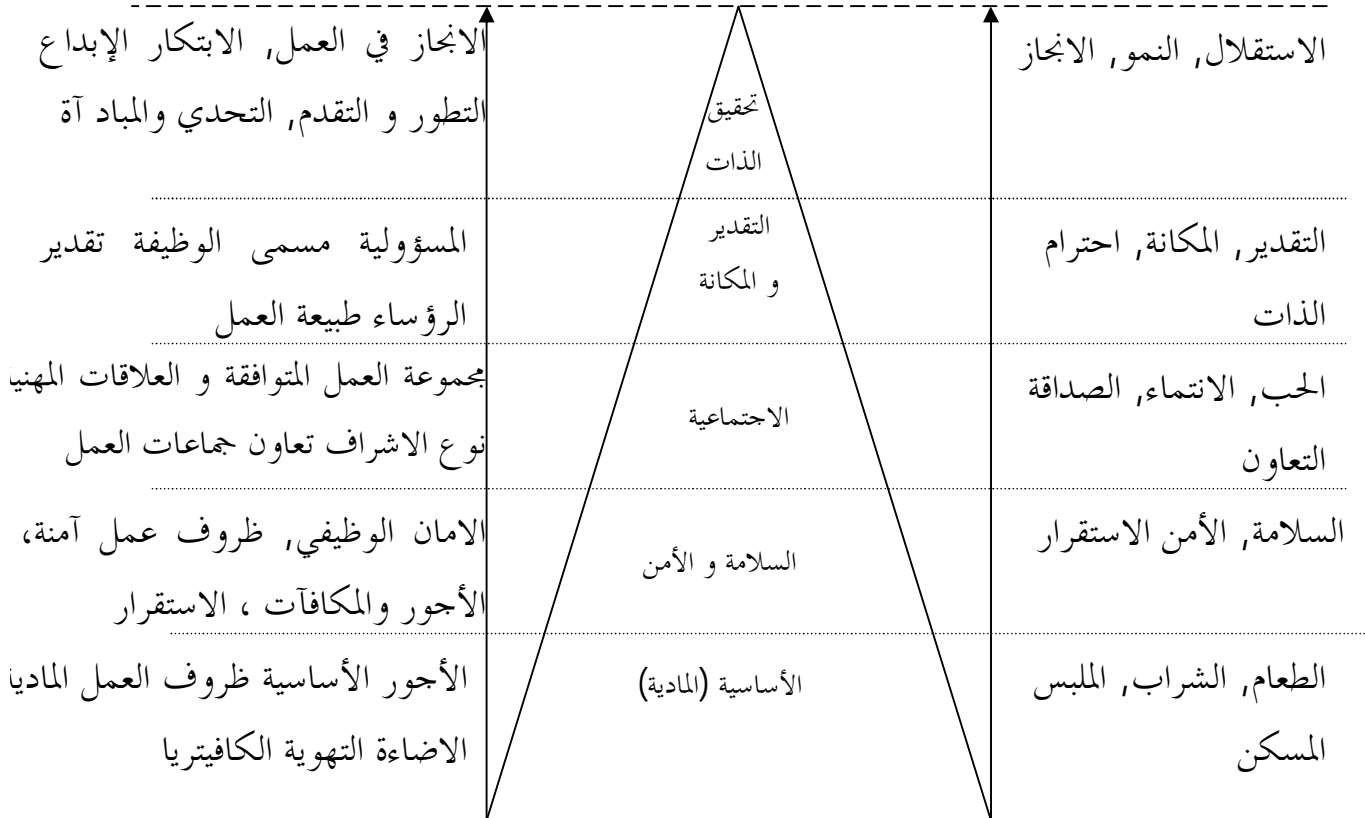 الاستقلال, النمو, الانجاز
تحقيق
الذات
الانجاز في العمل, الابتكار الإبداع
التطور و التقدم, التحدي والمباد آة
التقدير, المكانة, احترام
الذات
التقدير
و المكانة
المسؤولية مسمى الوظيفة تقدير
الرؤساء طبيعة العمل
الحب, الانتماء, الصداقة
التعاون
الاجتماعية
مجموعة العمل المتوافقة و العلاقات المهنية
نوع الاشراف تعاون جماعات العمل
السلامة, الأمن الاستقرار
السلامة و الأمن
الامان الوظيفي, ظروف عمل آمنة،
الأجور والمكافآت ، الاستقرار
الطعام, الشراب, الملبس
المسكن
الأساسية (المادية)
الأجور الأساسية ظروف العمل المادية
الاضاءة التهوية الكافيتريا